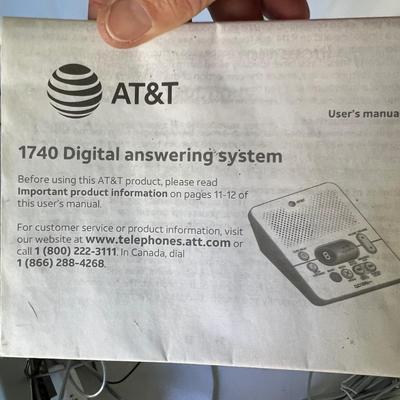 AT&T
User's manua
1740 Digital answering system
Before using this AT&T product, please read
Important product information on pages 11-12 of
this user's manual.
For customer service or product information, visit
our website at www.telephones.att.com or
call 1 (800) 222-3111. In Canada, dial
1 (866) 288-4268.